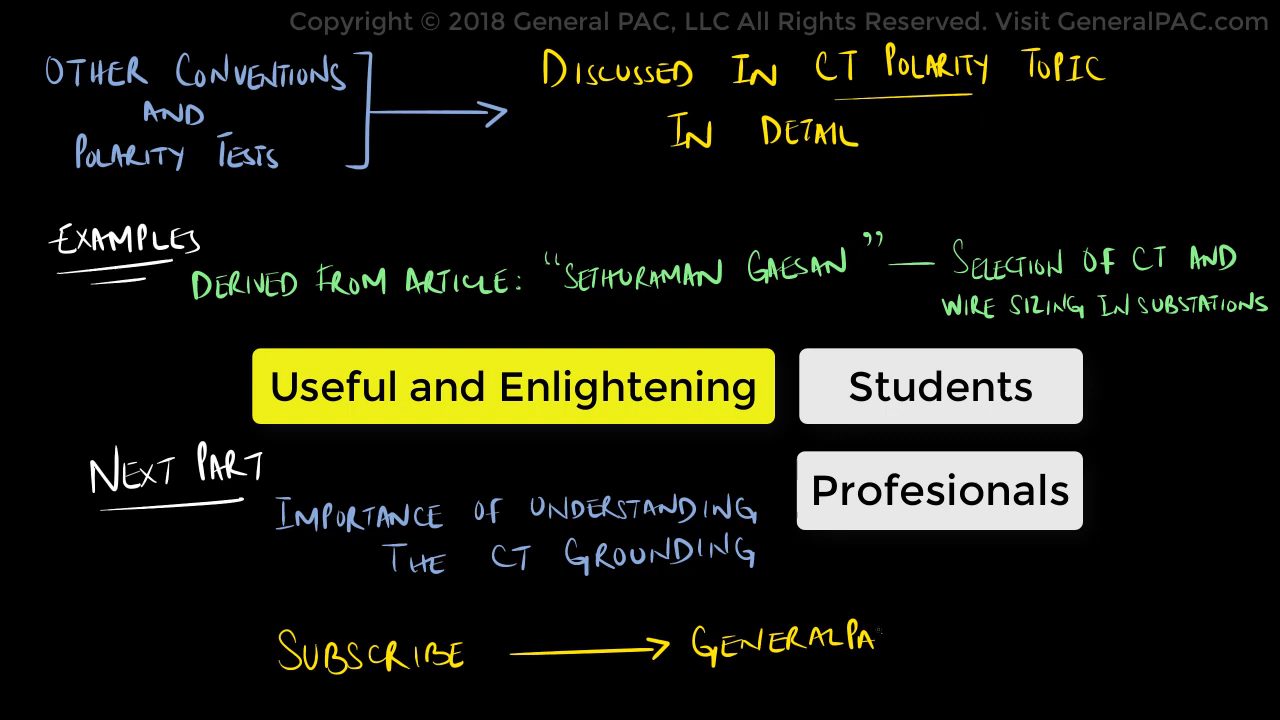 Copyright © 2018 General PAC, LLC All Rights Reserved. Visit GeneralPAC.com
OTHER CONVENTIONS
AND
POLARITY TESTS
DISCUSSED IN CT POLARITY TOPIC
IN DETAIL
EXAMPLES
DERIVED FROM ARTICLE: "SETHURAMAN GAESAN" — SELECTION OF CT AND
WIRE SIZING IN SUBSTATIONS
Useful and Enlightening
Students
Profesionals
NEXT PART
IMPORTANCE OF UNDERSTANDING
THE CT GROUNDING
SUBSCRIBE → GENERALPA